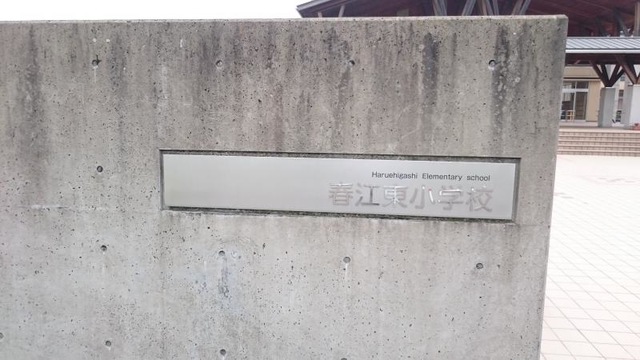 Haruehigashi Elementary school
春江東小学校